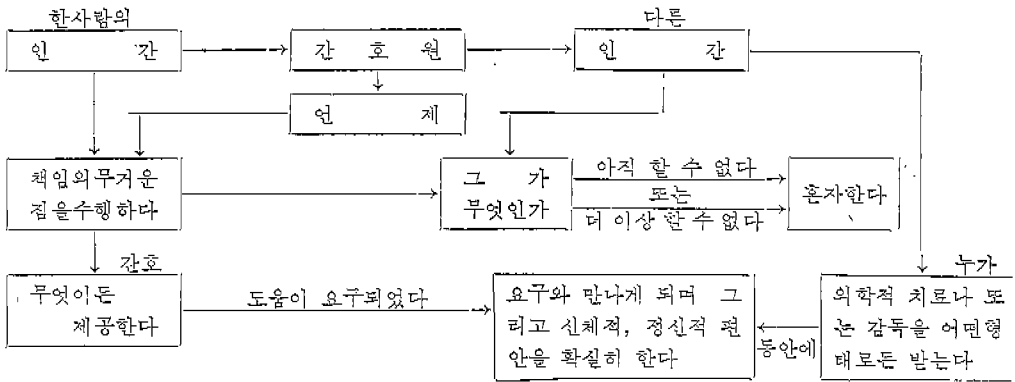 한사람의
다른
인 간
간 호 원
인 간
언 제
책임의무거운
짐을수행하다
그 가
무엇인가
아직 할 수 없다
또는
더 이상 할 수 없다
혼자한다
간호
누가
무엇이든
제공한다
도움이 요구되었다
요구와 만나게 되며 그
리고 신체적, 정신적 편
안을 확실히 한다
동안에
의학적 치료나 또
는 감독을 어떤형
태로든 받는다